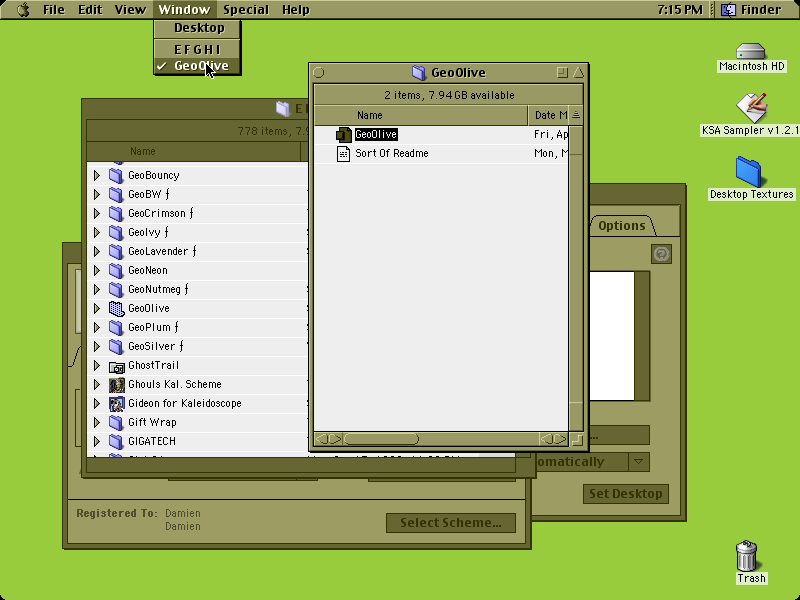 File Edit View Window Special Help 7:15 PM Finder
Desktop
E F G H I
✓ GeoOlive
Macintosh HD
KSA Sampler v1.2.1
Desktop Textures
Trash
GeoOlive
2 items, 7.94 GB available
Name Date M
GeoOlive Fri, Ap
Sort Of Readme Mon, M
E
778 items, 7.9
Name
GeoBouncy
GeoBW ƒ
GeoCrimson ƒ
GeoIvy ƒ
GeoLavender ƒ
GeoNeon
GeoNutmeg ƒ
GeoOlive
GeoPlum ƒ
GeoSilver ƒ
GhostTrail
Ghouls Kal. Scheme
Gideon for Kaleidoscope
Gift Wrap
GIGATECH
Options
...
omatically
Set Desktop
Registered To: Damien
Damien
Select Scheme...